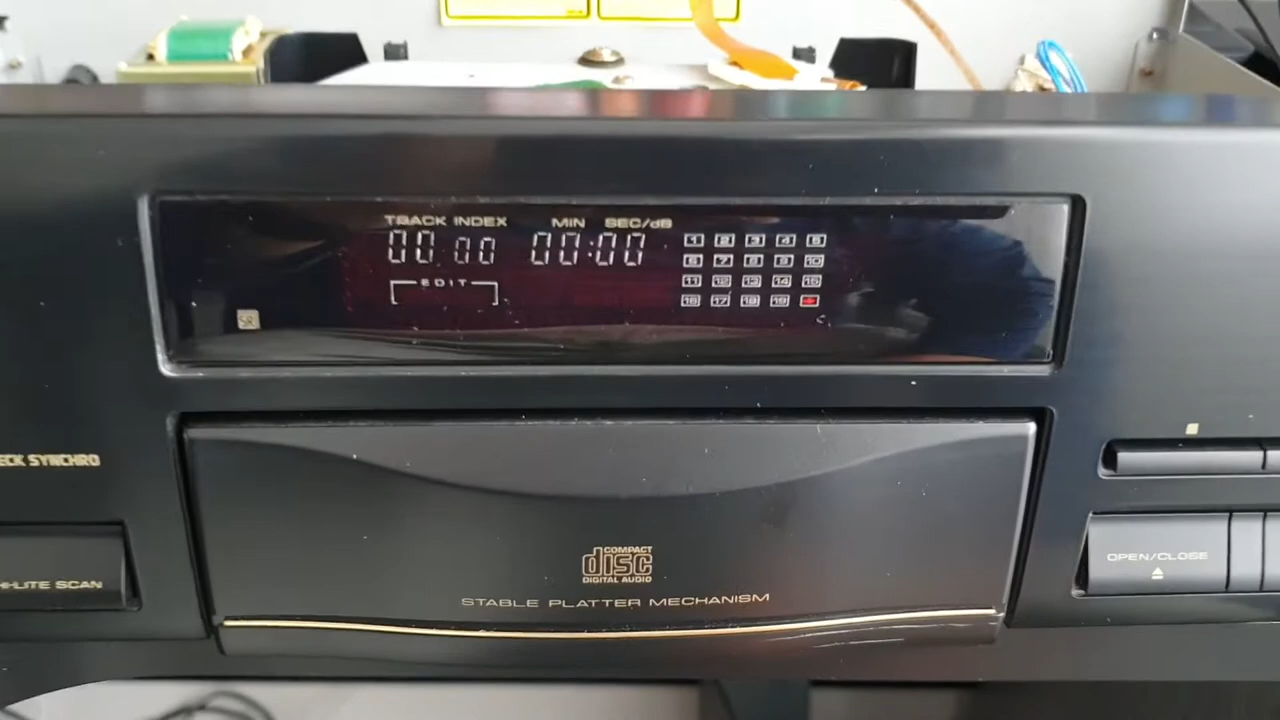 TRACK INDEX MIN SEC/dB
00 00 00:00
EDIT
1 2 3 4 5
6 7 8 9 10
11 12 13 14 15
16 17 18 19
SR
ECK SYNCHRO
HI-LITE SCAN
OPEN/CLOSE
COMPACT
disc
DIGITAL AUDIO
STABLE PLATTER MECHANISM